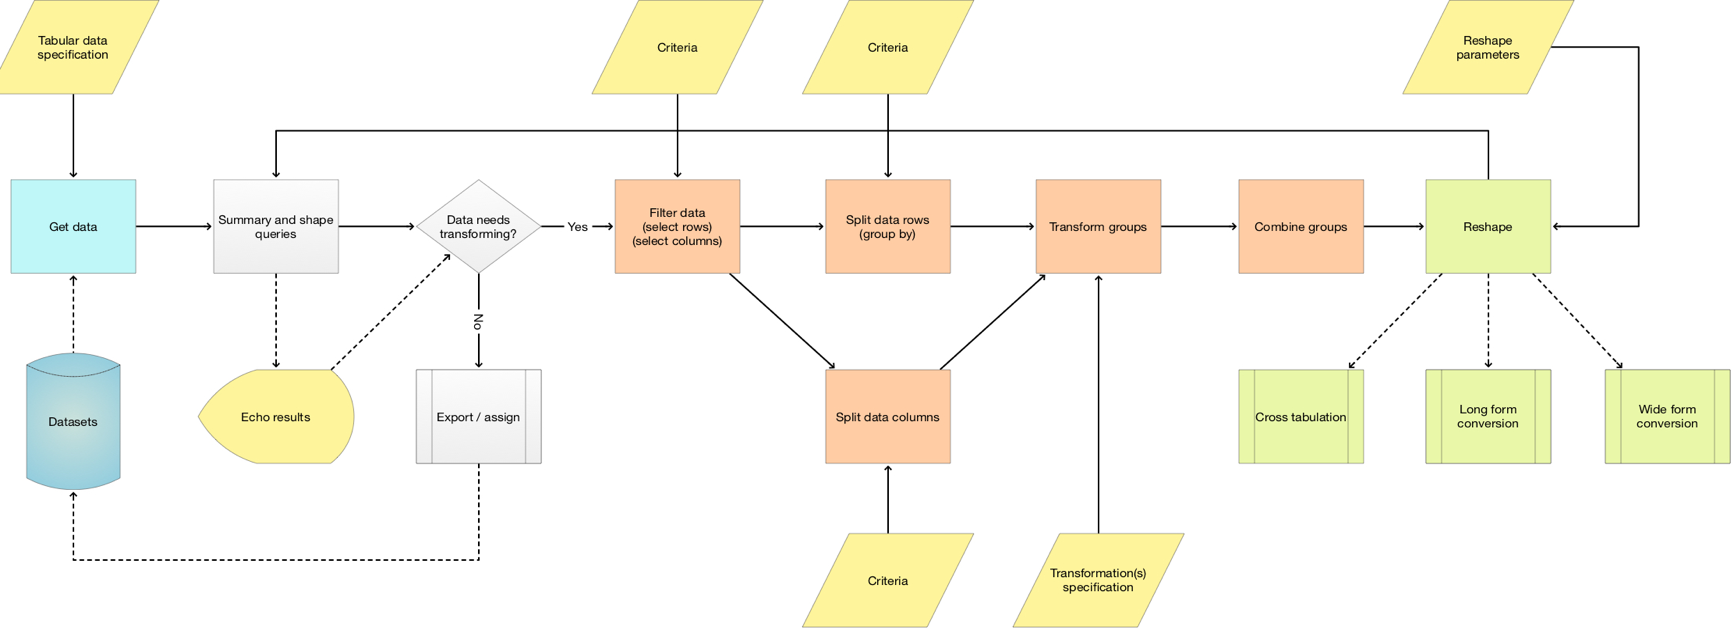 Tabular data
specification
Criteria
Criteria
Reshape
parameters
Get data
Summary and shape
queries
Data needs
transforming?
Yes
Filter data
(select rows)
(select columns)
Split data rows
(group by)
Transform groups
Combine groups
Reshape
No
Datasets
Echo results
Export / assign
Split data columns
Cross tabulation
Long form
conversion
Wide form
conversion
Criteria
Transformation(s)
specification